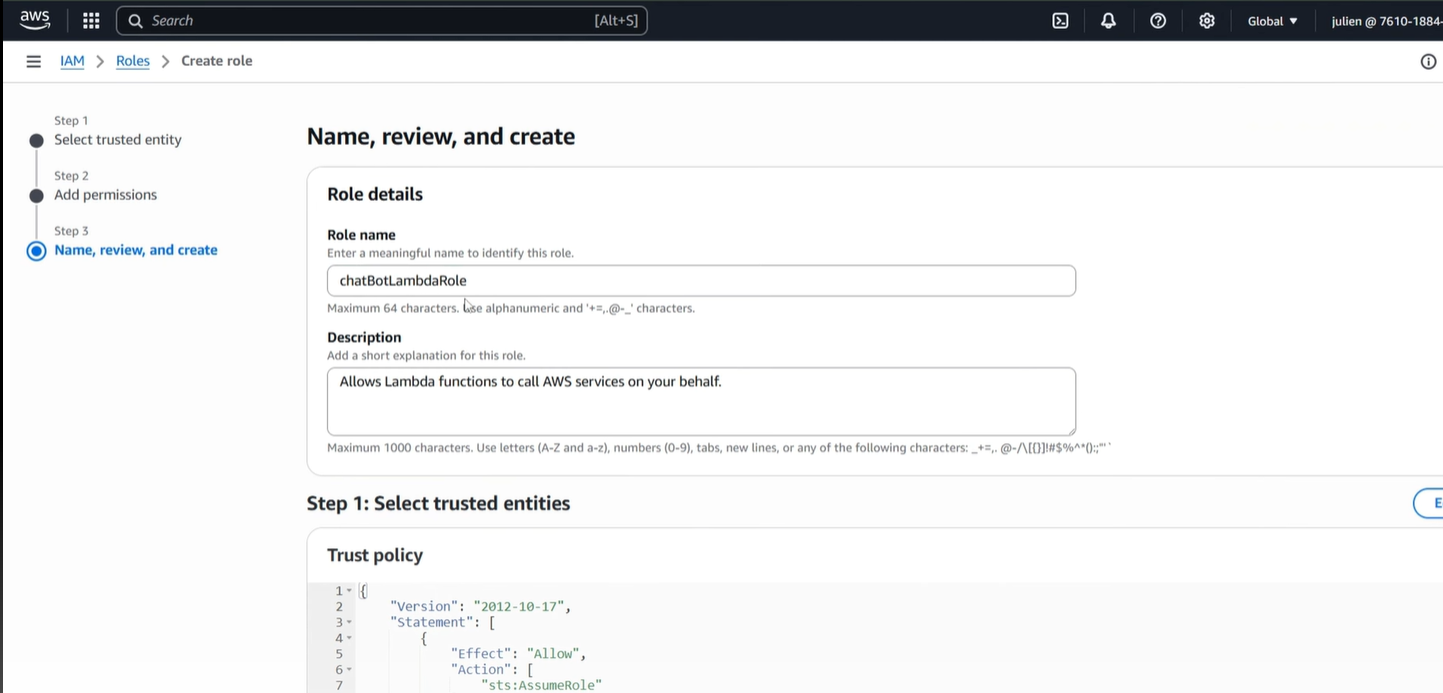 aws
Search [Alt+S] Global julien @ 7610-1884-
IAM > Roles > Create role
Step 1
Select trusted entity
Step 2
Add permissions
Step 3
Name, review, and create
Name, review, and create
Role details
Role name
Enter a meaningful name to identify this role.
chatBotLambdaRole
Maximum 64 characters. Use alphanumeric and '+=,.@-_' characters.
Description
Add a short explanation for this role.
Allows Lambda functions to call AWS services on your behalf.
Maximum 1000 characters. Use letters (A-Z and a-z), numbers (0-9), tabs, new lines, or any of the following characters: _+=,. @-/\[{}]!#$%^*();:"'`
Step 1: Select trusted entities
E
Trust policy
1 {
2 "Version": "2012-10-17",
3 "Statement": [
4 {
5 "Effect": "Allow",
6 "Action": [
7 "sts:AssumeRole"